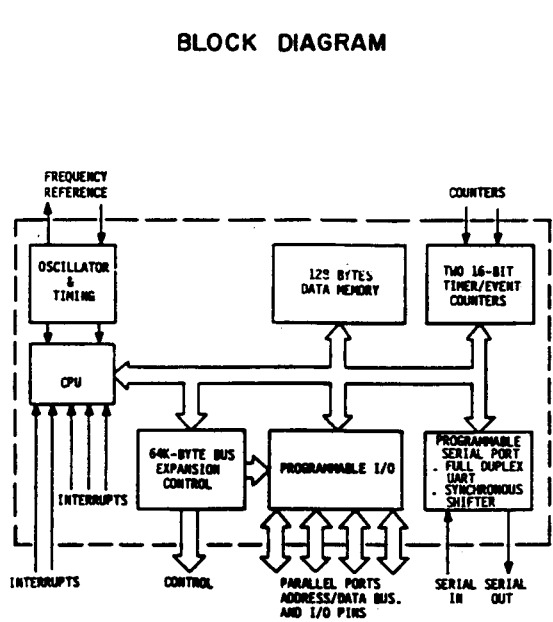 BLOCK DIAGRAM
FREQUENCY
REFERENCE
COUNTERS
OSCILLATOR
&
TIMING
128 BYTES
DATA MEMORY
TWO 16-BIT
TIMER/EVENT
COUNTERS
CPU
64K-BYTE BUS
EXPANSION
CONTROL
PROGRAMMABLE I/O
PROGRAMMABLE
SERIAL PORT
. FULL DUPLEX
UART
. SYNCHRONOUS
SHIFTER
INTERRUPTS
INTERRUPTS
CONTROL
PARALLEL PORTS
ADDRESS/DATA BUS.
AND I/O PINS
SERIAL
IN
SERIAL
OUT